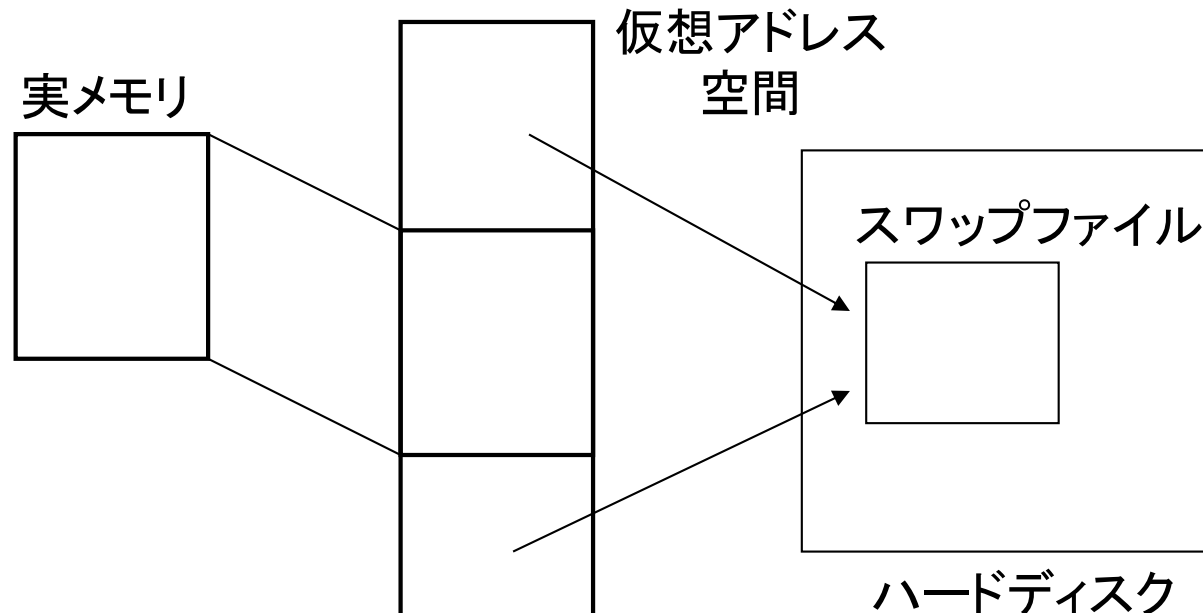 実メモリ
仮想アドレス
空間
スワップファイル
ハードディスク